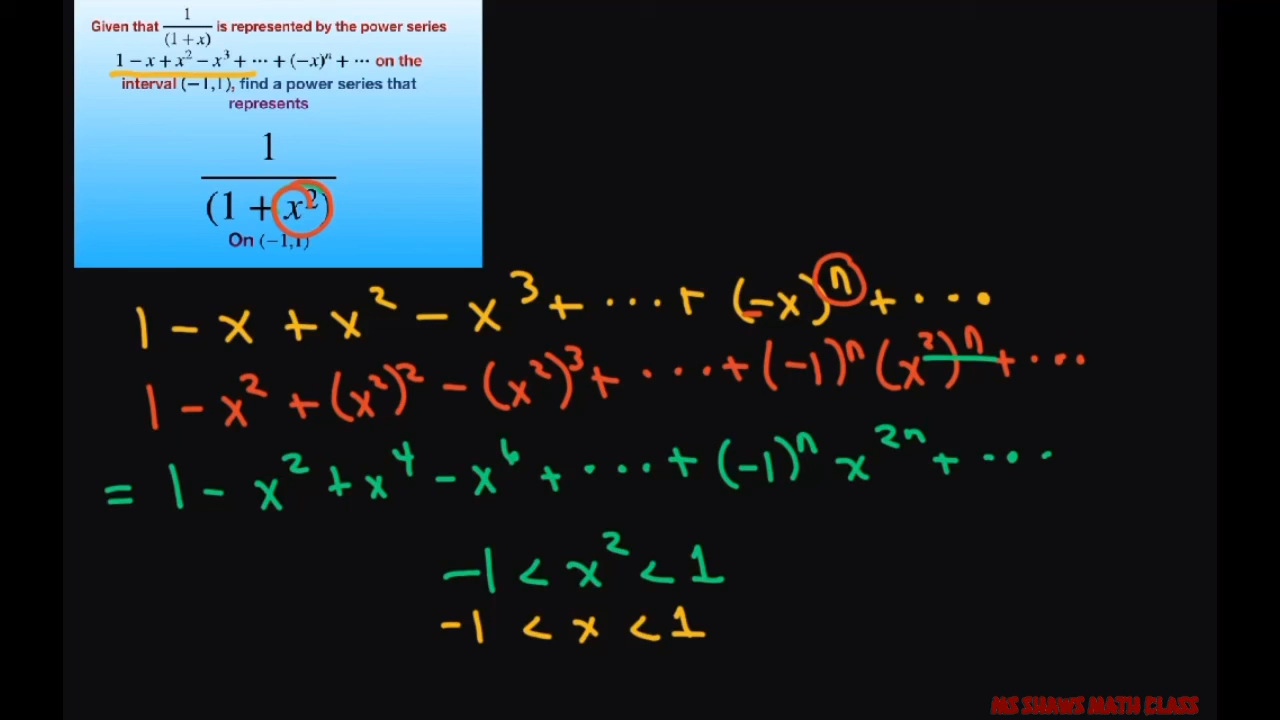 Given that 1/(1 + x) is represented by the power series
1 − x + x² − x³ + ⋯ + (−x)ⁿ + ⋯ on the
interval (−1,1), find a power series that
represents
1/(1 + x²)
On (−1,1)
1 − x + x² − x³ + ⋯ + (−x)ⁿ + ⋯
1 − x² + (x²)² − (x²)³ + ⋯ + (−1)ⁿ (x²)ⁿ + ⋯
= 1 − x² + x⁴ − x⁶ + ⋯ + (−1)ⁿ x²ⁿ + ⋯
−1 < x² < 1
−1 < x < 1
MS SHAWS MATH CLASS